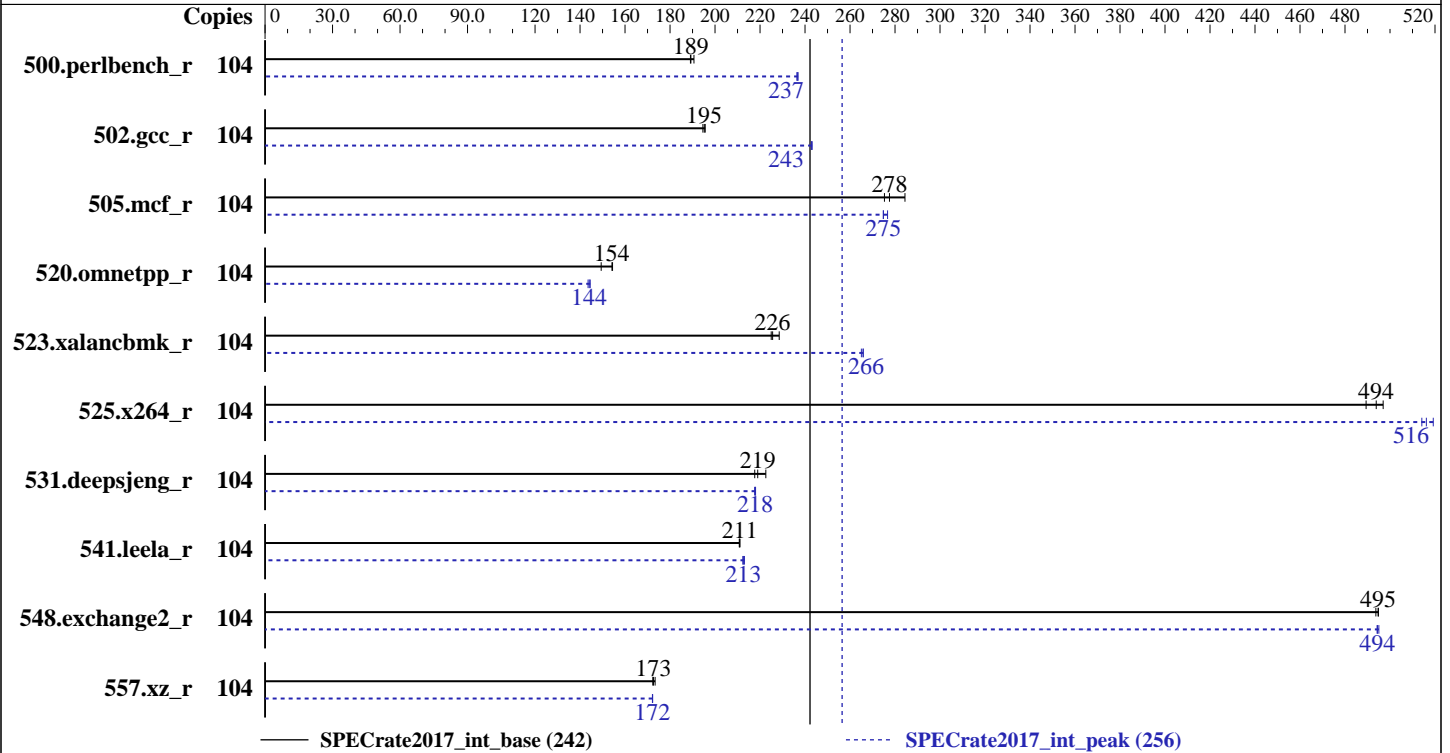 Copies 0 30.0 60.0 90.0 120 140 160 180 200 220 240 260 280 300 320 340 360 380 400 420 440 460 480 520
189
500.perlbench_r 104
237
195
502.gcc_r 104
243
278
505.mcf_r 104
275
154
520.omnetpp_r 104
144
226
523.xalancbmk_r 104
266
494
525.x264_r 104
516
219
531.deepsjeng_r 104
218
211
541.leela_r 104
213
495
548.exchange2_r 104
494
173
557.xz_r 104
172
SPECrate2017_int_base (242) SPECrate2017_int_peak (256)